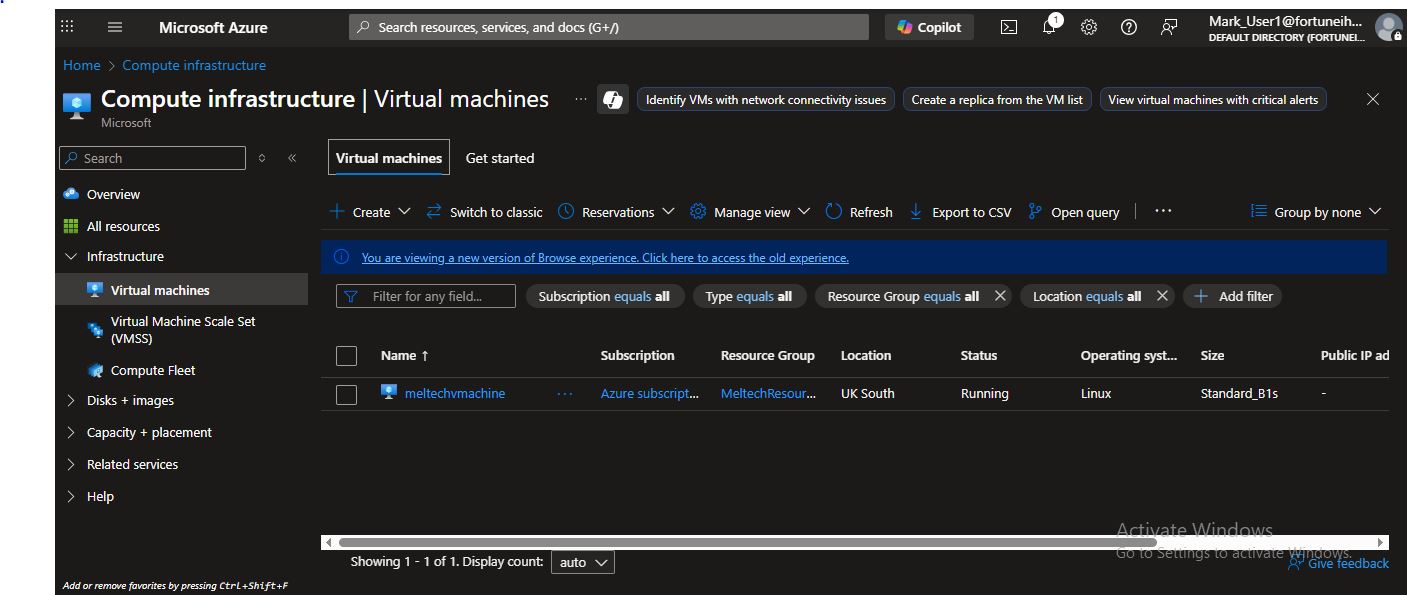 Microsoft Azure
Search resources, services, and docs (G+/)
Copilot
1
Mark_User1@fortuneih...
DEFAULT DIRECTORY (FORTUNEI...
Home > Compute infrastructure
Compute infrastructure | Virtual machines
...
Identify VMs with network connectivity issues
Create a replica from the VM list
View virtual machines with critical alerts
Microsoft
Search
Overview
All resources
Infrastructure
Virtual machines
Virtual Machine Scale Set
(VMSS)
Compute Fleet
Disks + images
Capacity + placement
Related services
Help
Add or remove favorites by pressing Ctrl+Shift+F
Virtual machines
Get started
Create
Switch to classic
Reservations
Manage view
Refresh
Export to CSV
Open query
...
Group by none
You are viewing a new version of Browse experience. Click here to access the old experience.
Filter for any field...
Subscription equals all
Type equals all
Resource Group equals all
Location equals all
Add filter
Name ↑ Subscription Resource Group Location Status Operating syst... Size Public IP ad
meltechvmachine ... Azure subscript... MeltechResour... UK South Running Linux Standard_B1s -
Activate Windows
Go to Settings to activate Windows.
Showing 1 - 1 of 1. Display count: auto
Give feedback